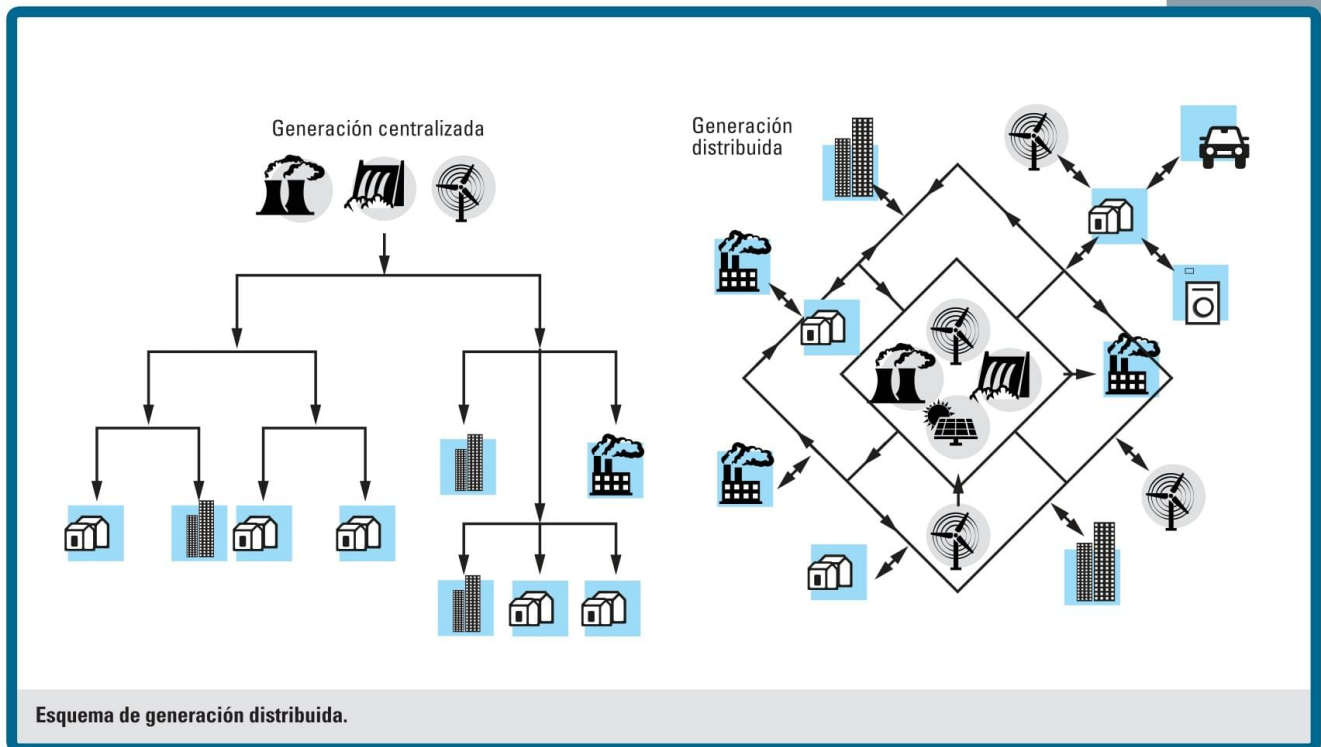 Generación centralizada
Generación
distribuida
Esquema de generación distribuida.